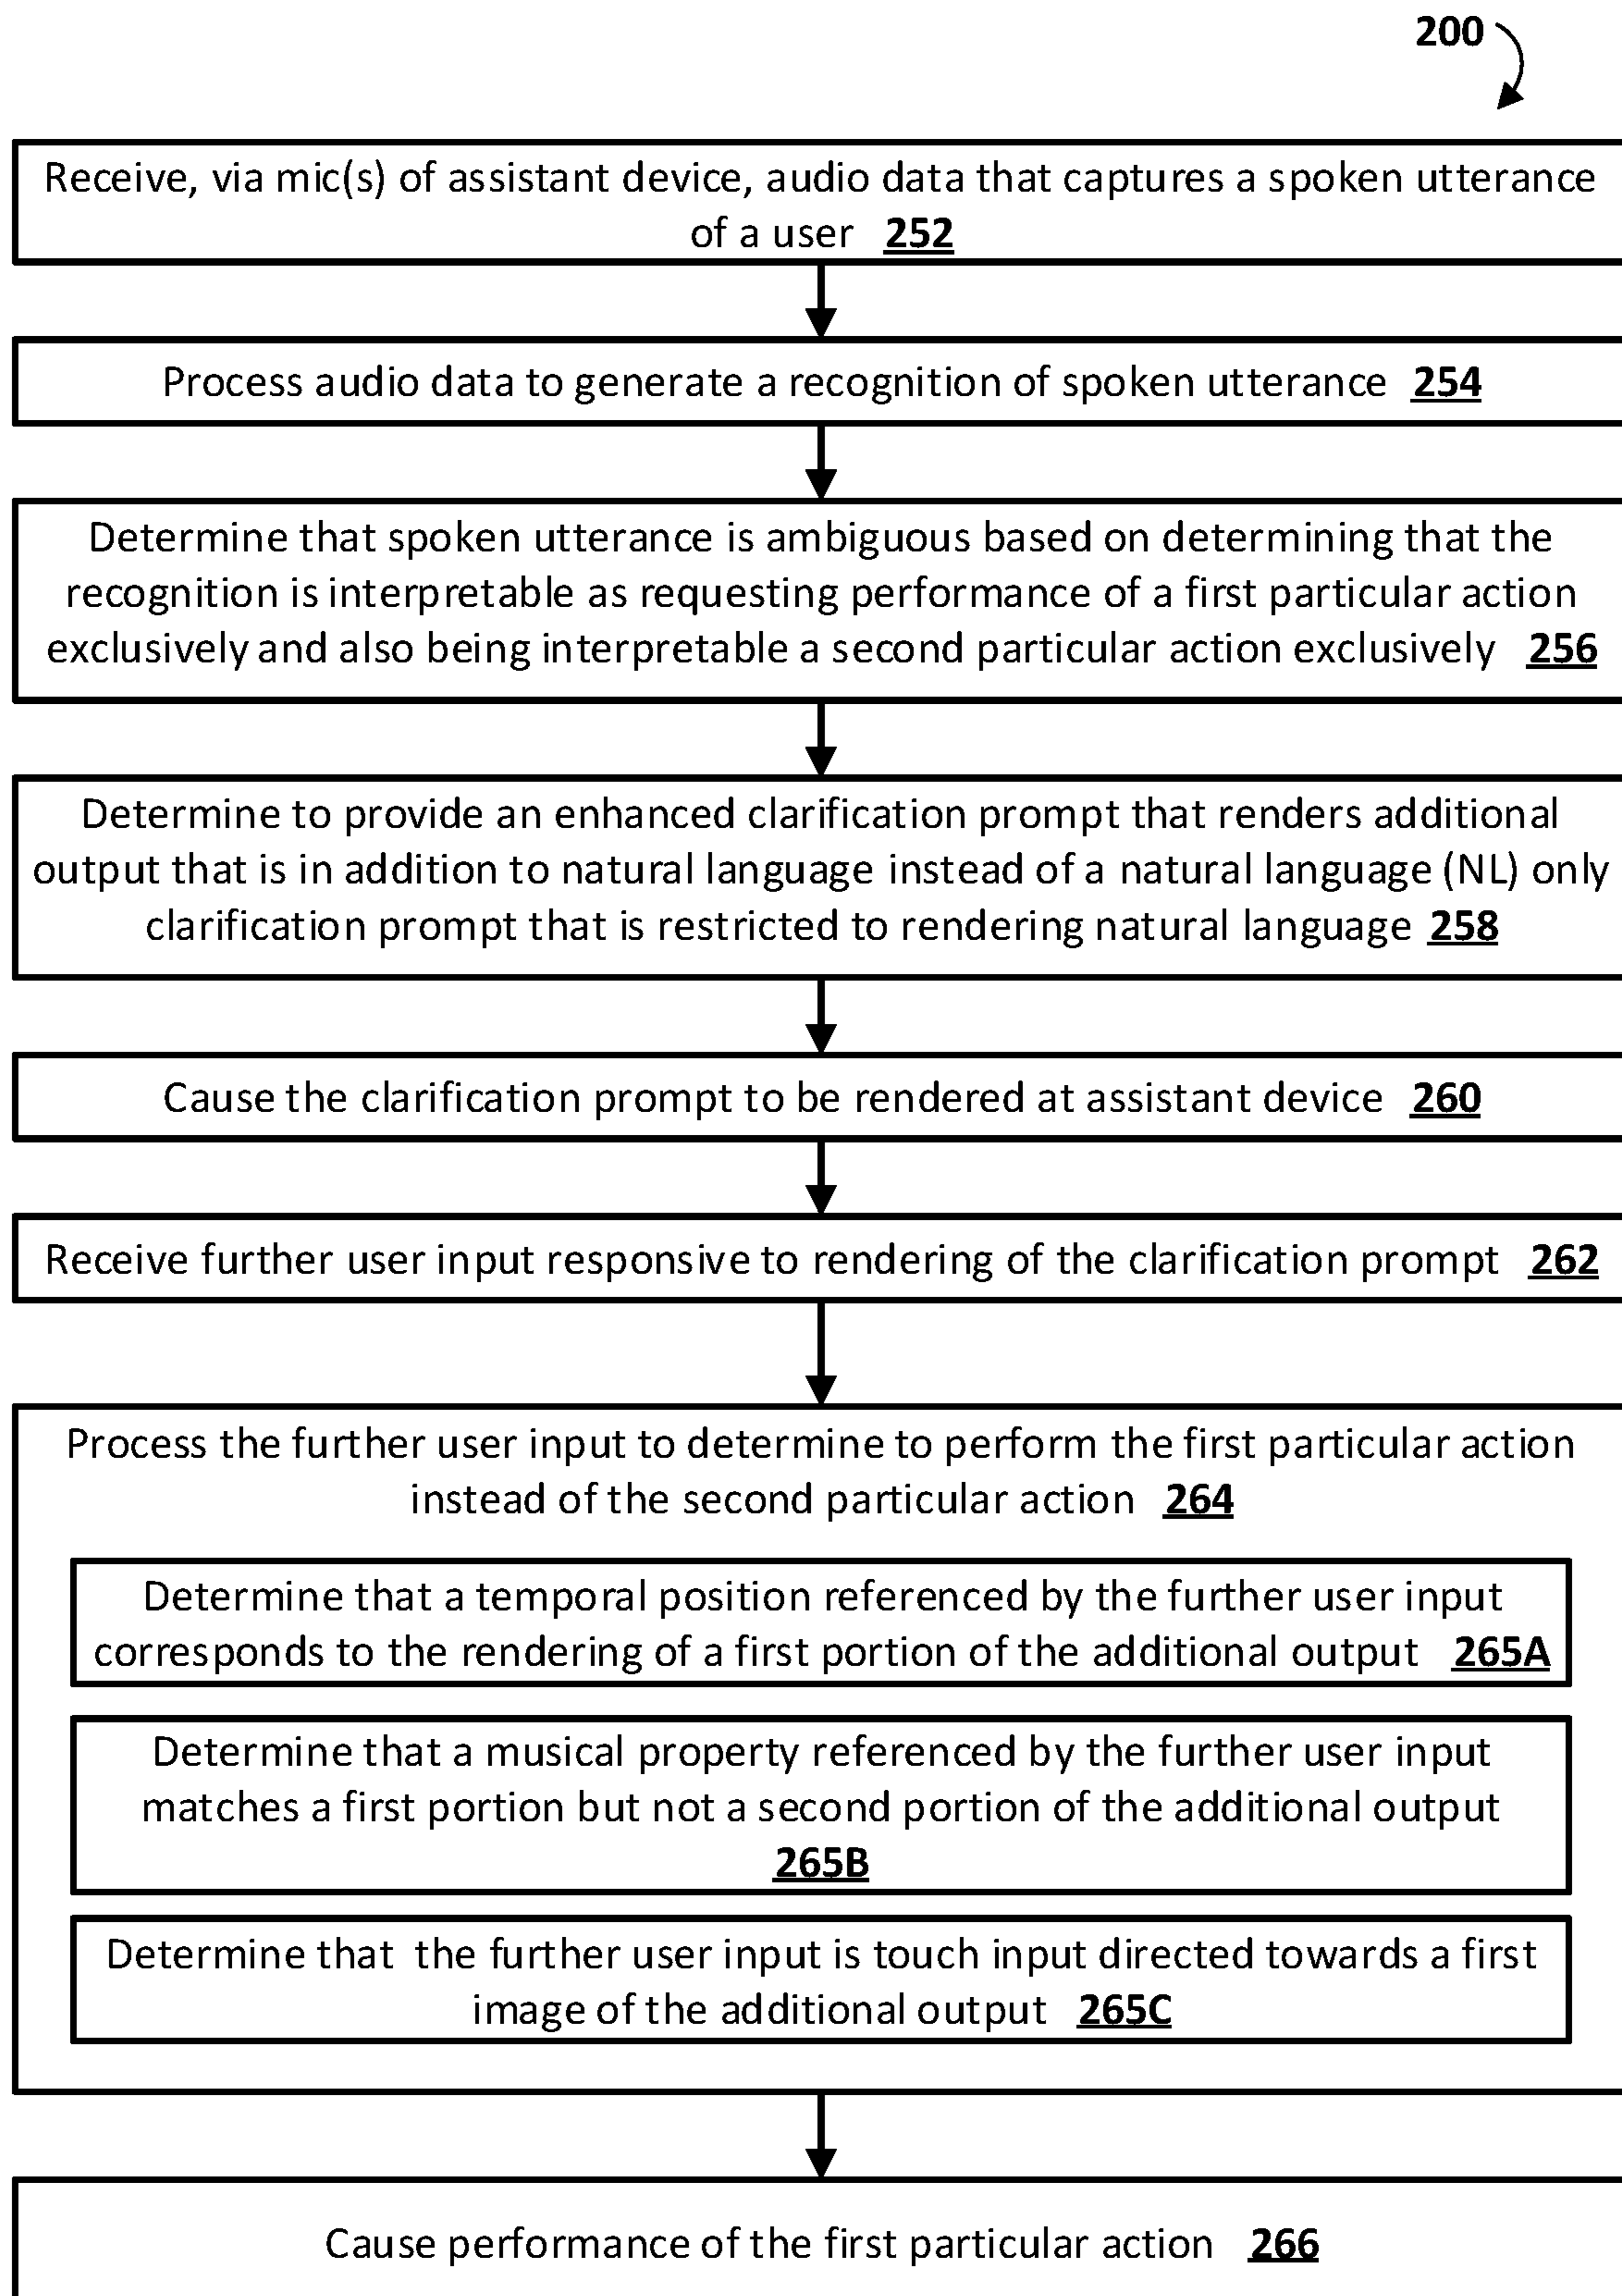 200
Receive, via mic(s) of assistant device, audio data that captures a spoken utterance
of a user 252
Process audio data to generate a recognition of spoken utterance 254
Determine that spoken utterance is ambiguous based on determining that the
recognition is interpretable as requesting performance of a first particular action
exclusively and also being interpretable a second particular action exclusively 256
Determine to provide an enhanced clarification prompt that renders additional
output that is in addition to natural language instead of a natural language (NL) only
clarification prompt that is restricted to rendering natural language 258
Cause the clarification prompt to be rendered at assistant device 260
Receive further user input responsive to rendering of the clarification prompt 262
Process the further user input to determine to perform the first particular action
instead of the second particular action 264
Determine that a temporal position referenced by the further user input
corresponds to the rendering of a first portion of the additional output 265A
Determine that a musical property referenced by the further user input
matches a first portion but not a second portion of the additional output
265B
Determine that the further user input is touch input directed towards a first
image of the additional output 265C
Cause performance of the first particular action 266